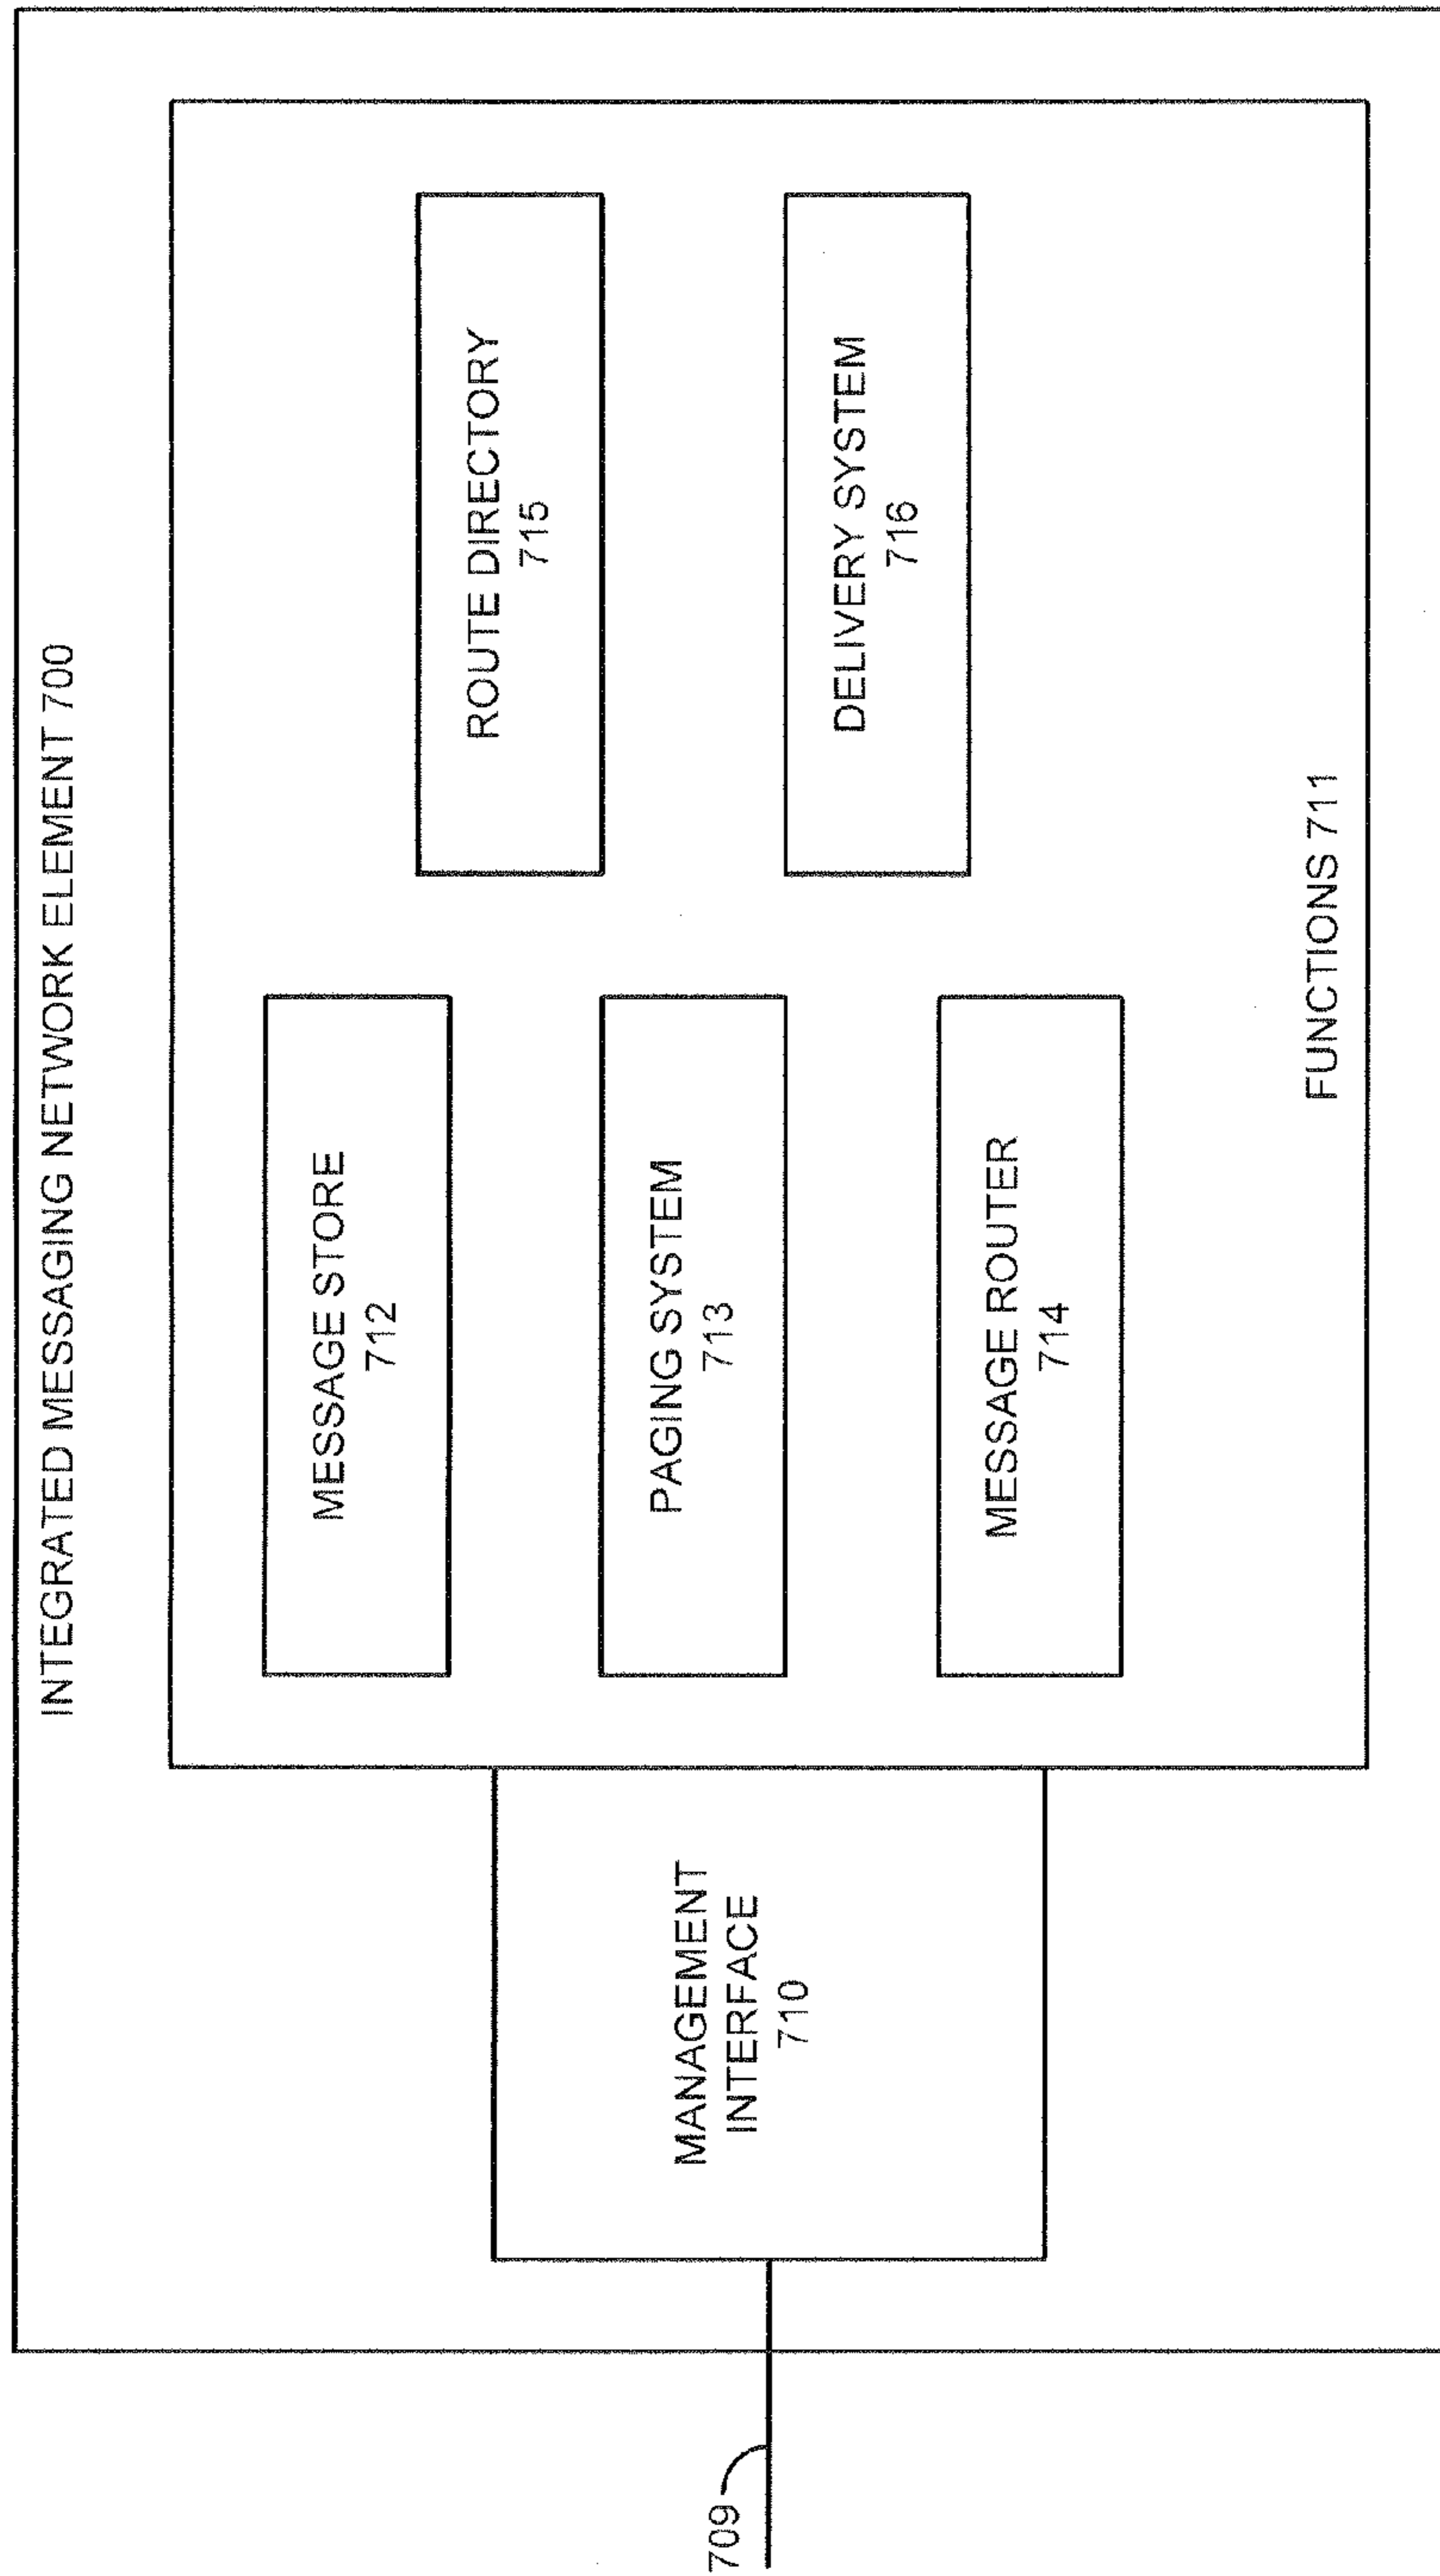 INTEGRATED MESSAGING NETWORK ELEMENT 700
709
MANAGEMENT
INTERFACE
710
MESSAGE STORE
712
PAGING SYSTEM
713
MESSAGE ROUTER
714
ROUTE DIRECTORY
715
DELIVERY SYSTEM
716
FUNCTIONS 711